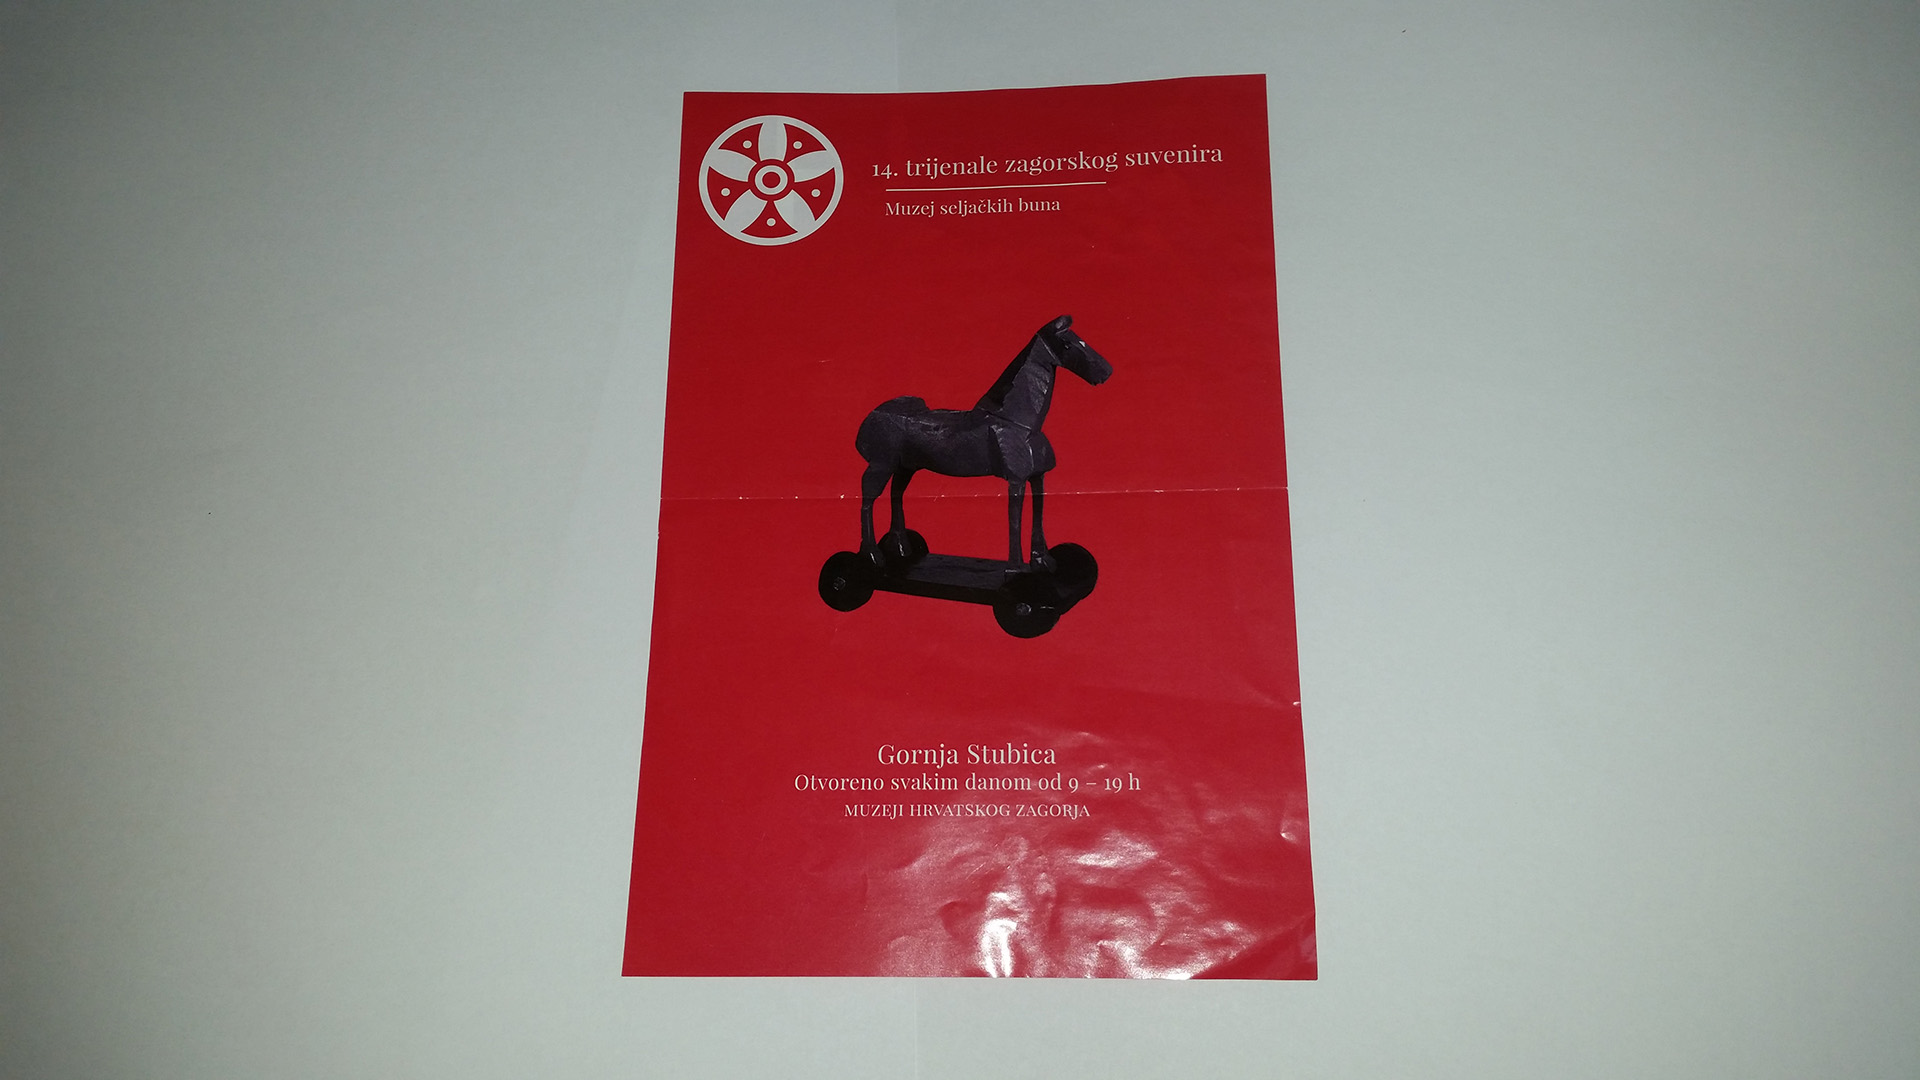 14. trijenale zagorskog suvenira
Muzej seljačkih buna
Gornja Stubica
Otvoreno svakim danom od 9 – 19 h
MUZEJI HRVATSKOG ZAGORJA